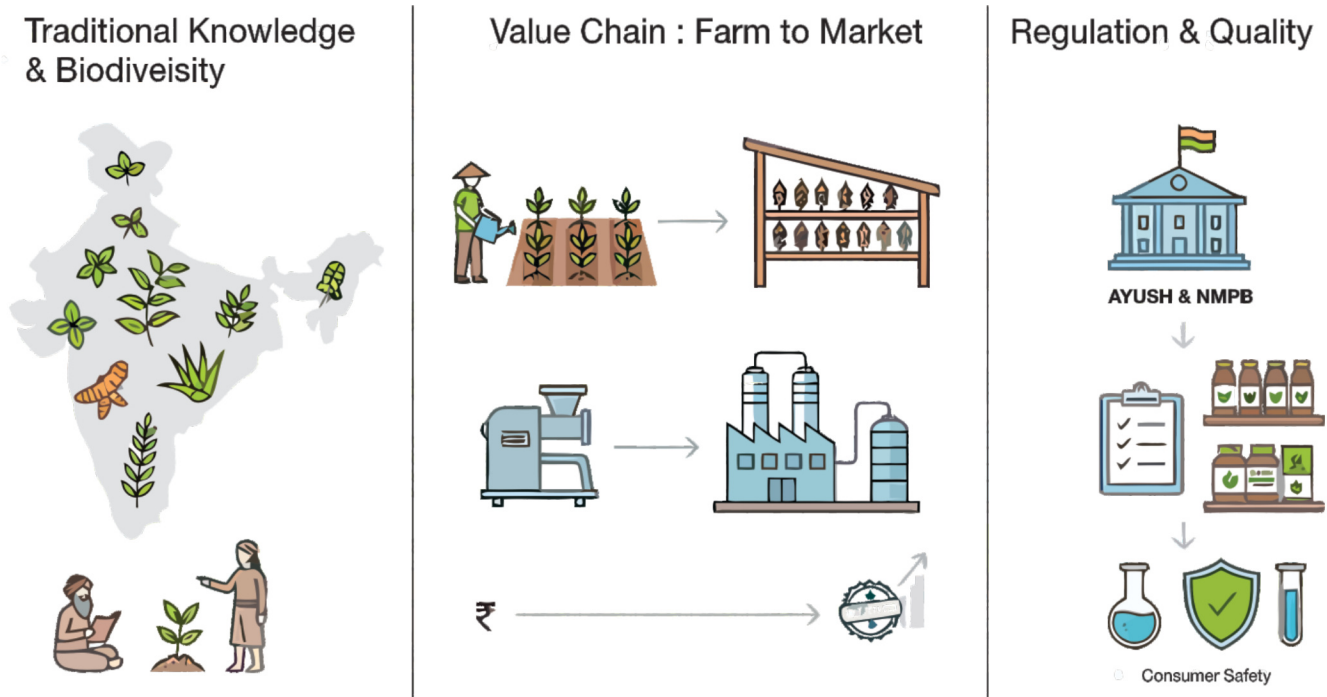 Traditional Knowledge
& Biodiveisity
Value Chain : Farm to Market
Regulation & Quality
AYUSH & NMPB
₹
Consumer Safety